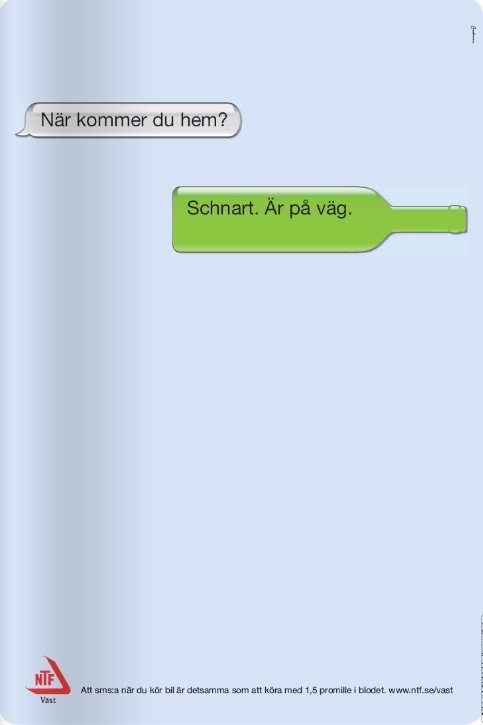 När kommer du hem?
Schnart. Är på väg.
NTF
Väst
Att sms:a när du kör bil är detsamma som att köra med 1,5 promille i blodet. www.ntf.se/vast